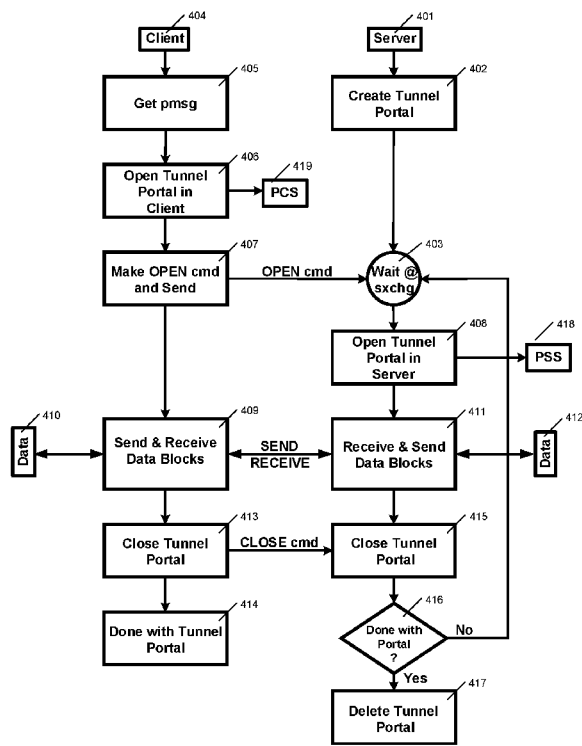 404
Client
401
Server
405
Get pmsg
402
Create Tunnel
Portal
406
Open Tunnel
Portal in
Client
419
PCS
407
Make OPEN cmd
and Send
OPEN cmd
403
Wait @
sxchg
408
Open Tunnel
Portal in
Server
418
PSS
410
Data
409
Send & Receive
Data Blocks
SEND
RECEIVE
411
Receive & Send
Data Blocks
412
Data
413
Close Tunnel
Portal
CLOSE cmd
415
Close Tunnel
Portal
414
Done with Tunnel
Portal
416
Done with
Portal
?
No
Yes
417
Delete Tunnel
Portal